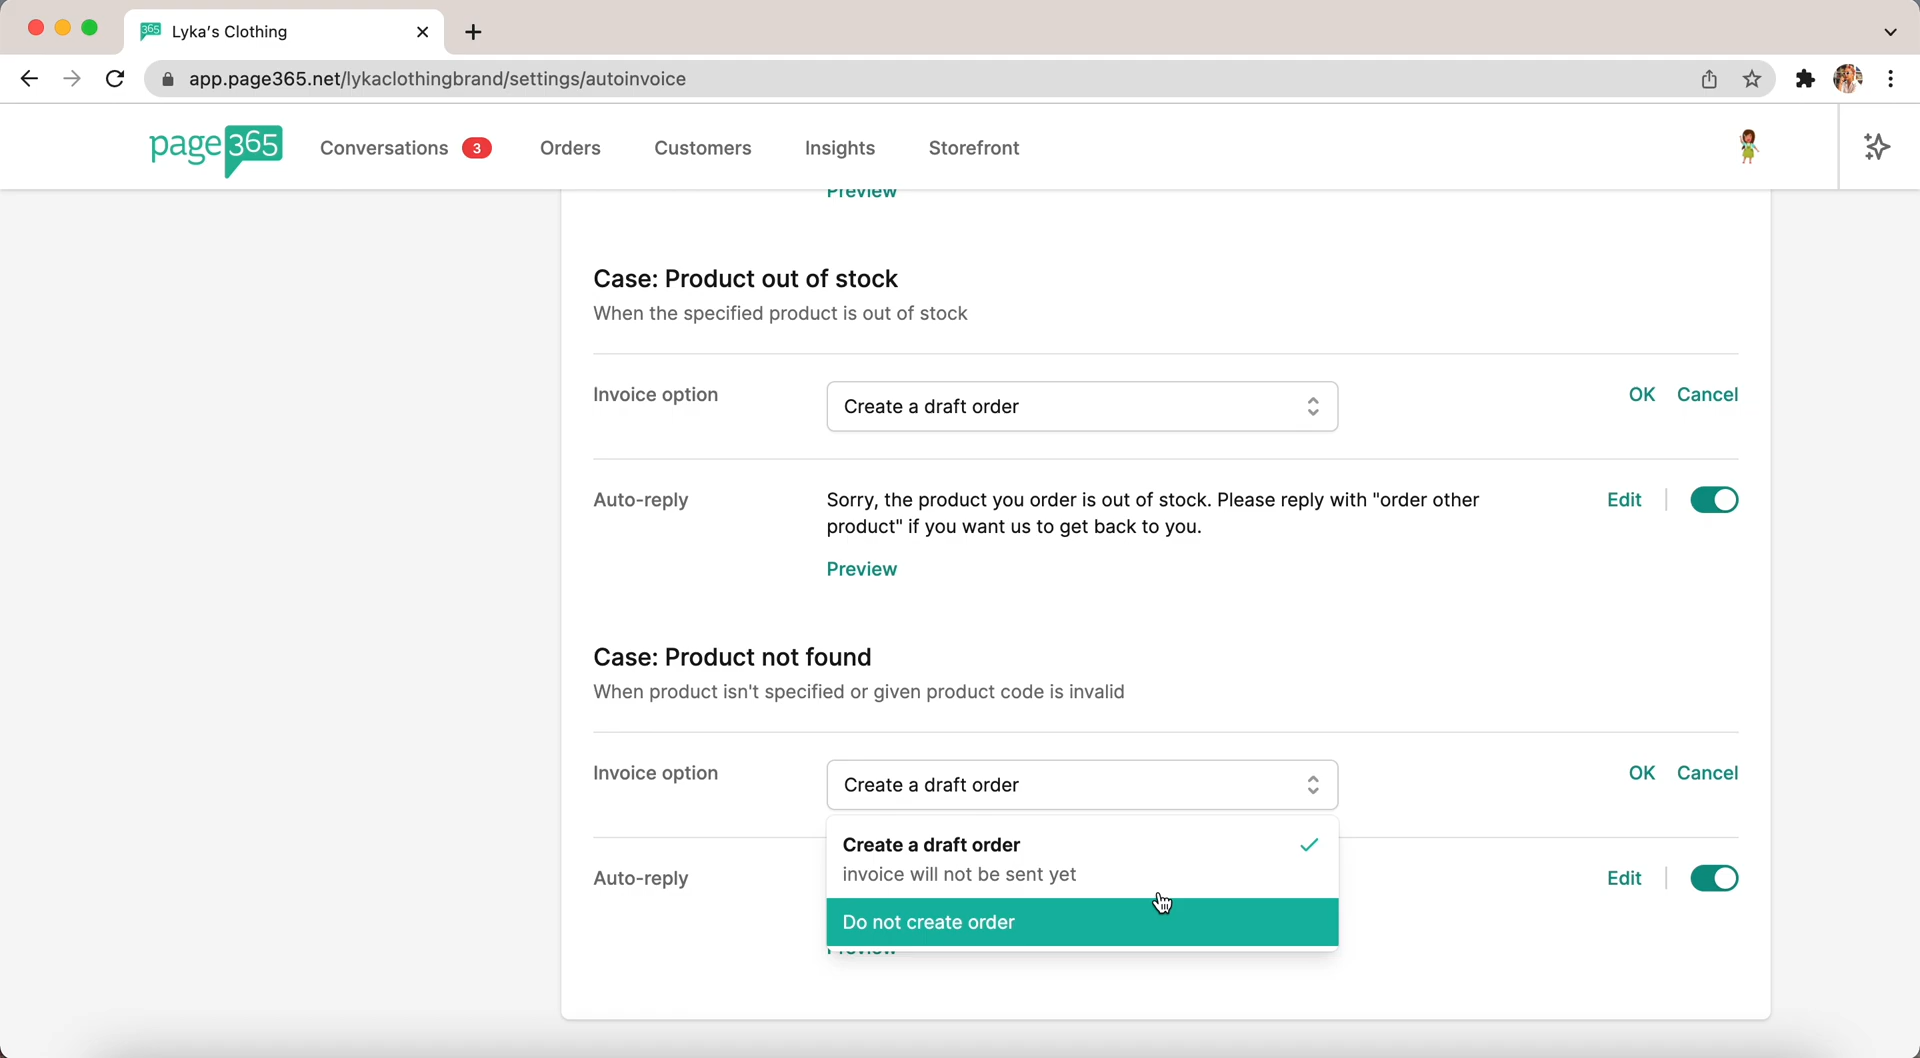 365 Lyka's Clothing
app.page365.net/lykaclothingbrand/settings/autoinvoice
page365 Conversations 3 Orders Customers Insights Storefront
Preview
Case: Product out of stock
When the specified product is out of stock
Invoice option Create a draft order OK Cancel
Auto-reply Sorry, the product you order is out of stock. Please reply with "order other Edit
product" if you want us to get back to you.
Preview
Case: Product not found
When product isn't specified or given product code is invalid
Invoice option Create a draft order OK Cancel
Create a draft order
invoice will not be sent yet
Auto-reply Edit
Do not create order
Preview